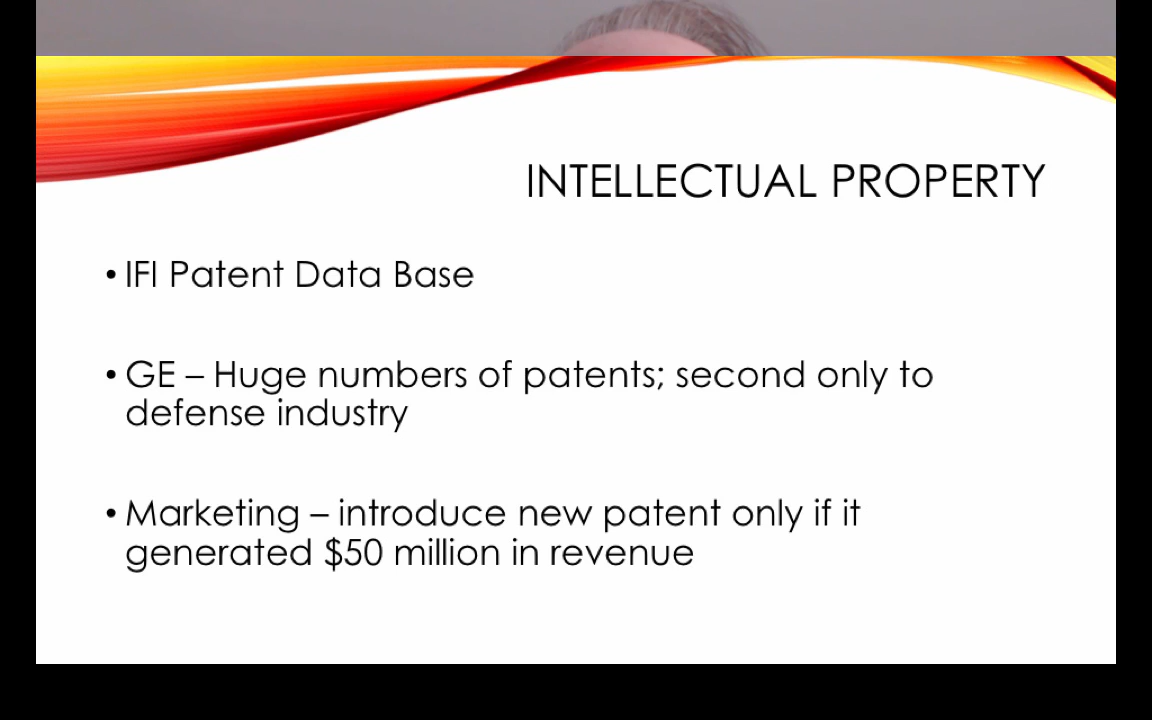 INTELLECTUAL PROPERTY
• IFI Patent Data Base
• GE – Huge numbers of patents; second only to
defense industry
• Marketing – introduce new patent only if it
generated $50 million in revenue